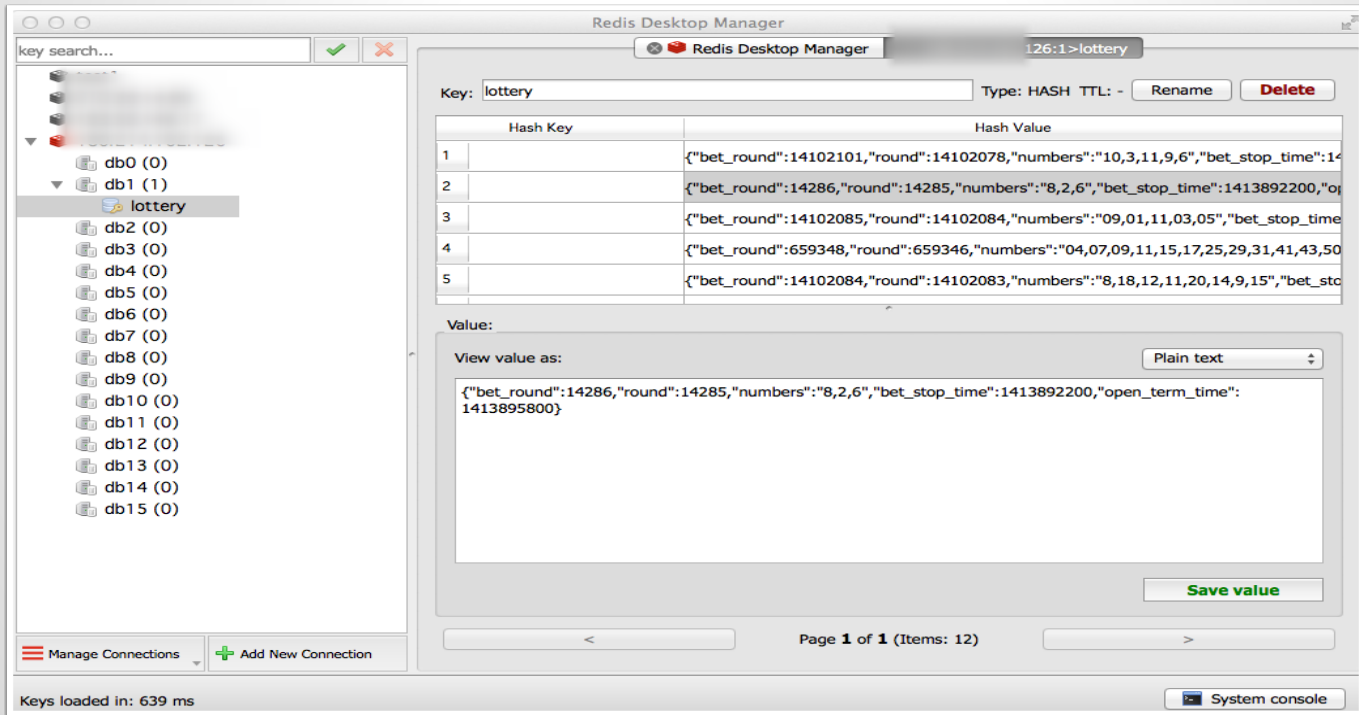 Redis Desktop Manager
key search...
Redis Desktop Manager
126:1>lottery
Key: lottery Type: HASH TTL: - Rename Delete
Hash Key Hash Value
1 {"bet_round":14102101,"round":14102078,"numbers":"10,3,11,9,6","bet_stop_time":14
2 {"bet_round":14286,"round":14285,"numbers":"8,2,6","bet_stop_time":1413892200,"op
3 {"bet_round":14102085,"round":14102084,"numbers":"09,01,11,03,05","bet_stop_time
4 {"bet_round":659348,"round":659346,"numbers":"04,07,09,11,15,17,25,29,31,41,43,50
5 {"bet_round":14102084,"round":14102083,"numbers":"8,18,12,11,20,14,9,15","bet_sto
db0 (0)
db1 (1)
lottery
db2 (0)
db3 (0)
db4 (0)
db5 (0)
db6 (0)
db7 (0)
db8 (0)
db9 (0)
db10 (0)
db11 (0)
db12 (0)
db13 (0)
db14 (0)
db15 (0)
Value:
View value as: Plain text
{"bet_round":14286,"round":14285,"numbers":"8,2,6","bet_stop_time":1413892200,"open_term_time":
1413895800}
Save value
< Page 1 of 1 (Items: 12) >
Manage Connections Add New Connection
Keys loaded in: 639 ms
System console